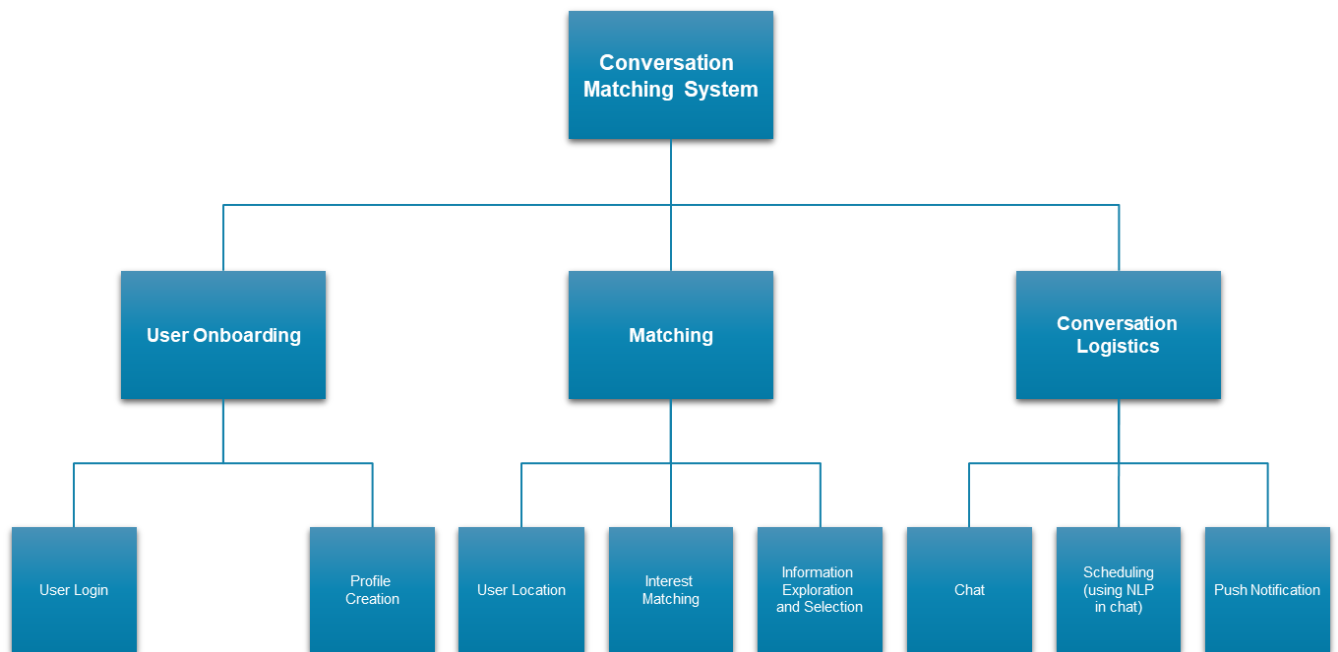 Conversation
Matching System
User Onboarding
Matching
Conversation
Logistics
User Login
Profile
Creation
User Location
Interest
Matching
Information
Exploration
and Selection
Chat
Scheduling
(using NLP
in chat)
Push Notification